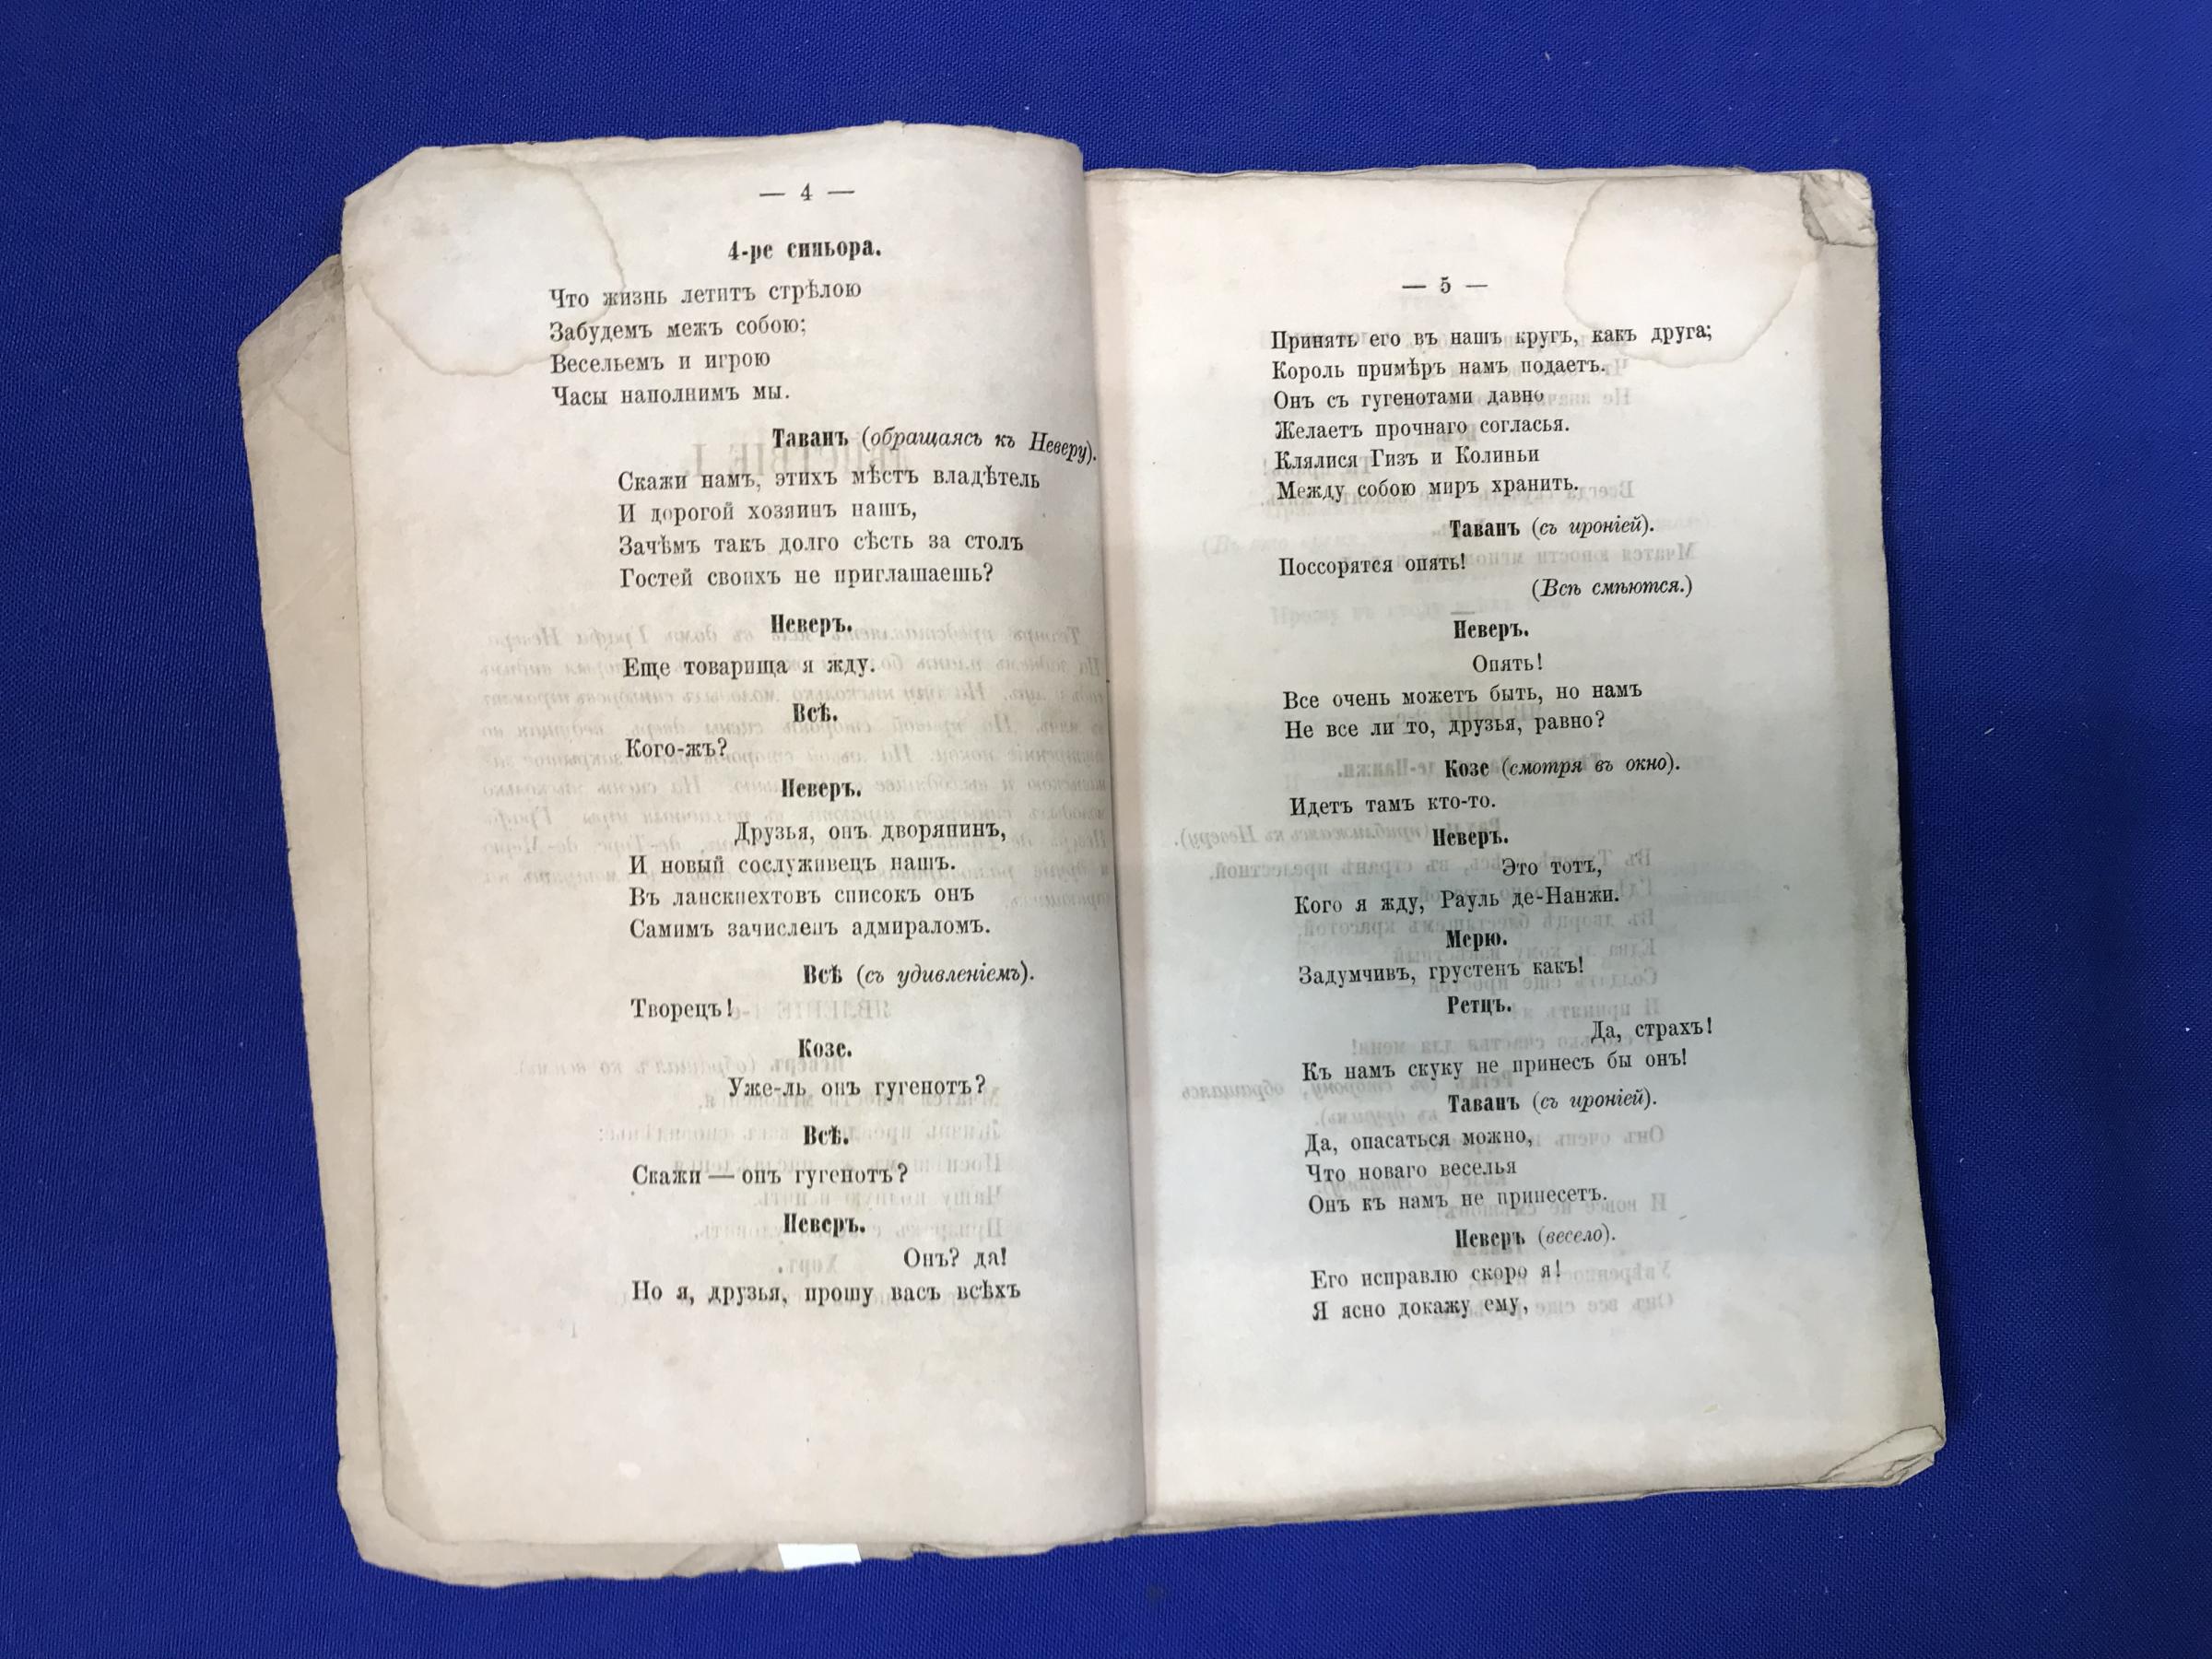 — 4 —
4-ре синьора.
Что жизнь летитъ стрѣлою
Забудемъ межъ собою;
Весельемъ и игрою
Часы наполнимъ мы.
Таванъ (обращаясь къ Неверу).
Скажи намъ, этихъ мѣстъ владѣтель
И дорогой хозяинъ нашъ,
Зачѣмъ такъ долго сѣсть за столъ
Гостей своихъ не приглашаешь?
Неверъ.
Еще товарища я жду.
Всѣ.
Кого-жъ?
Неверъ.
Друзья, онъ дворянинъ,
И новый сослуживецъ нашъ.
Въ ланскнехтовъ списокъ онъ
Самимъ зачисленъ адмираломъ.
Всѣ (съ удивленіемъ).
Творецъ!
Козе.
Уже-ль онъ гугенотъ?
Всѣ.
Скажи — онъ гугенотъ?
Неверъ.
Онъ? да!
Но я, друзья, прошу васъ всѣхъ
— 5 —
Принять его въ нашъ кругъ, какъ друга;
Король примѣръ намъ подаетъ.
Онъ съ гугенотами давно
Желаетъ прочнаго согласья.
Клялися Гизъ и Колиньи
Между собою миръ хранить.
Таванъ (съ ироніей).
Поссорятся опять!
(Всѣ смѣются.)
Неверъ.
Опять!
Все очень можетъ быть, но намъ
Не все ли то, друзья, равно?
Козе (смотря въ окно).
Идетъ тамъ кто-то.
Неверъ.
Это тотъ,
Кого я жду, Рауль де-Нанжи.
Мерю.
Задумчивъ, грустенъ какъ!
Ретцъ.
Да, страхъ!
Къ намъ скуку не принесъ бы онъ!
Таванъ (съ ироніей).
Да, опасаться можно,
Что новаго веселья
Онъ къ намъ не принесетъ.
Неверъ (весело).
Его исправлю скоро я!
Я ясно докажу ему,